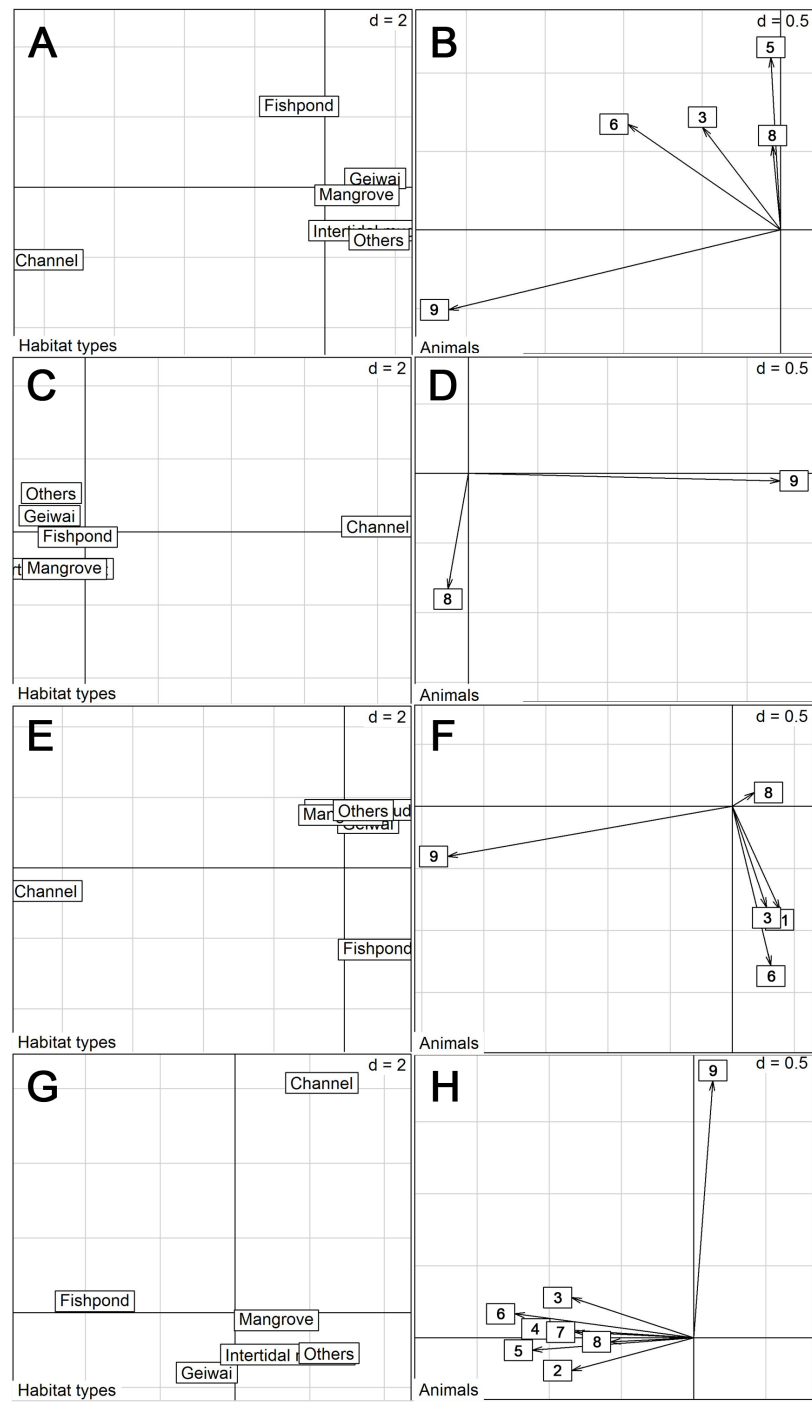 A
d = 2
Fishpond
Geiwai
Mangrove
Others
Channel
Habitat types
B
d = 0.5
5
3
6
8
9
Animals
C
d = 2
Others
Geiwai
Channel
Fishpond
Mangrove
Habitat types
D
d = 0.5
9
8
Animals
E
d = 2
Others
Geiwai
Channel
Fishpond
Habitat types
F
d = 0.5
8
9
3 1
6
Animals
G
d = 2
Channel
Fishpond
Mangrove
Intertidal
Others
Geiwai
Habitat types
H
d = 0.5
9
3
6
4 7
8
5
2
Animals